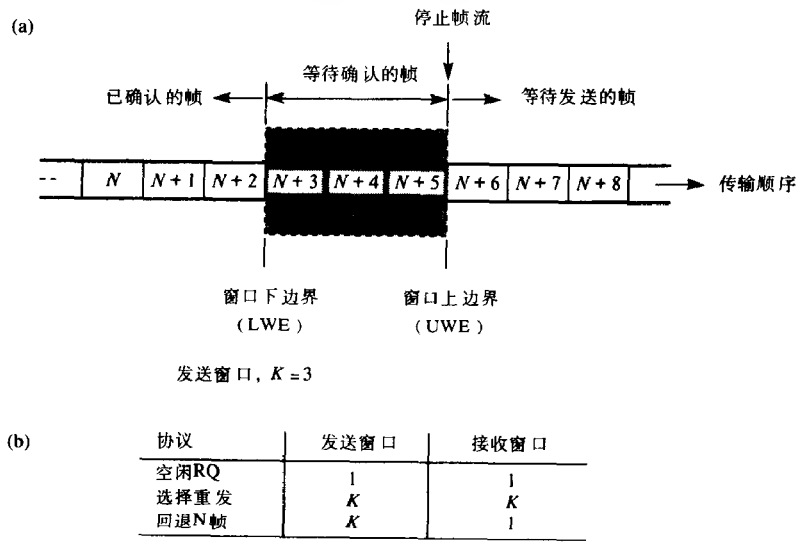 (a)
停止帧流
等待确认的帧
已确认的帧
等待发送的帧
-- N N+1 N+2 N+3 N+4 N+5 N+6 N+7 N+8
传输顺序
窗口下边界
(LWE)
窗口上边界
(UWE)
发送窗口, K=3
(b)
协议 发送窗口 接收窗口
空闲RQ 1 1
选择重发 K K
回退N帧 K 1